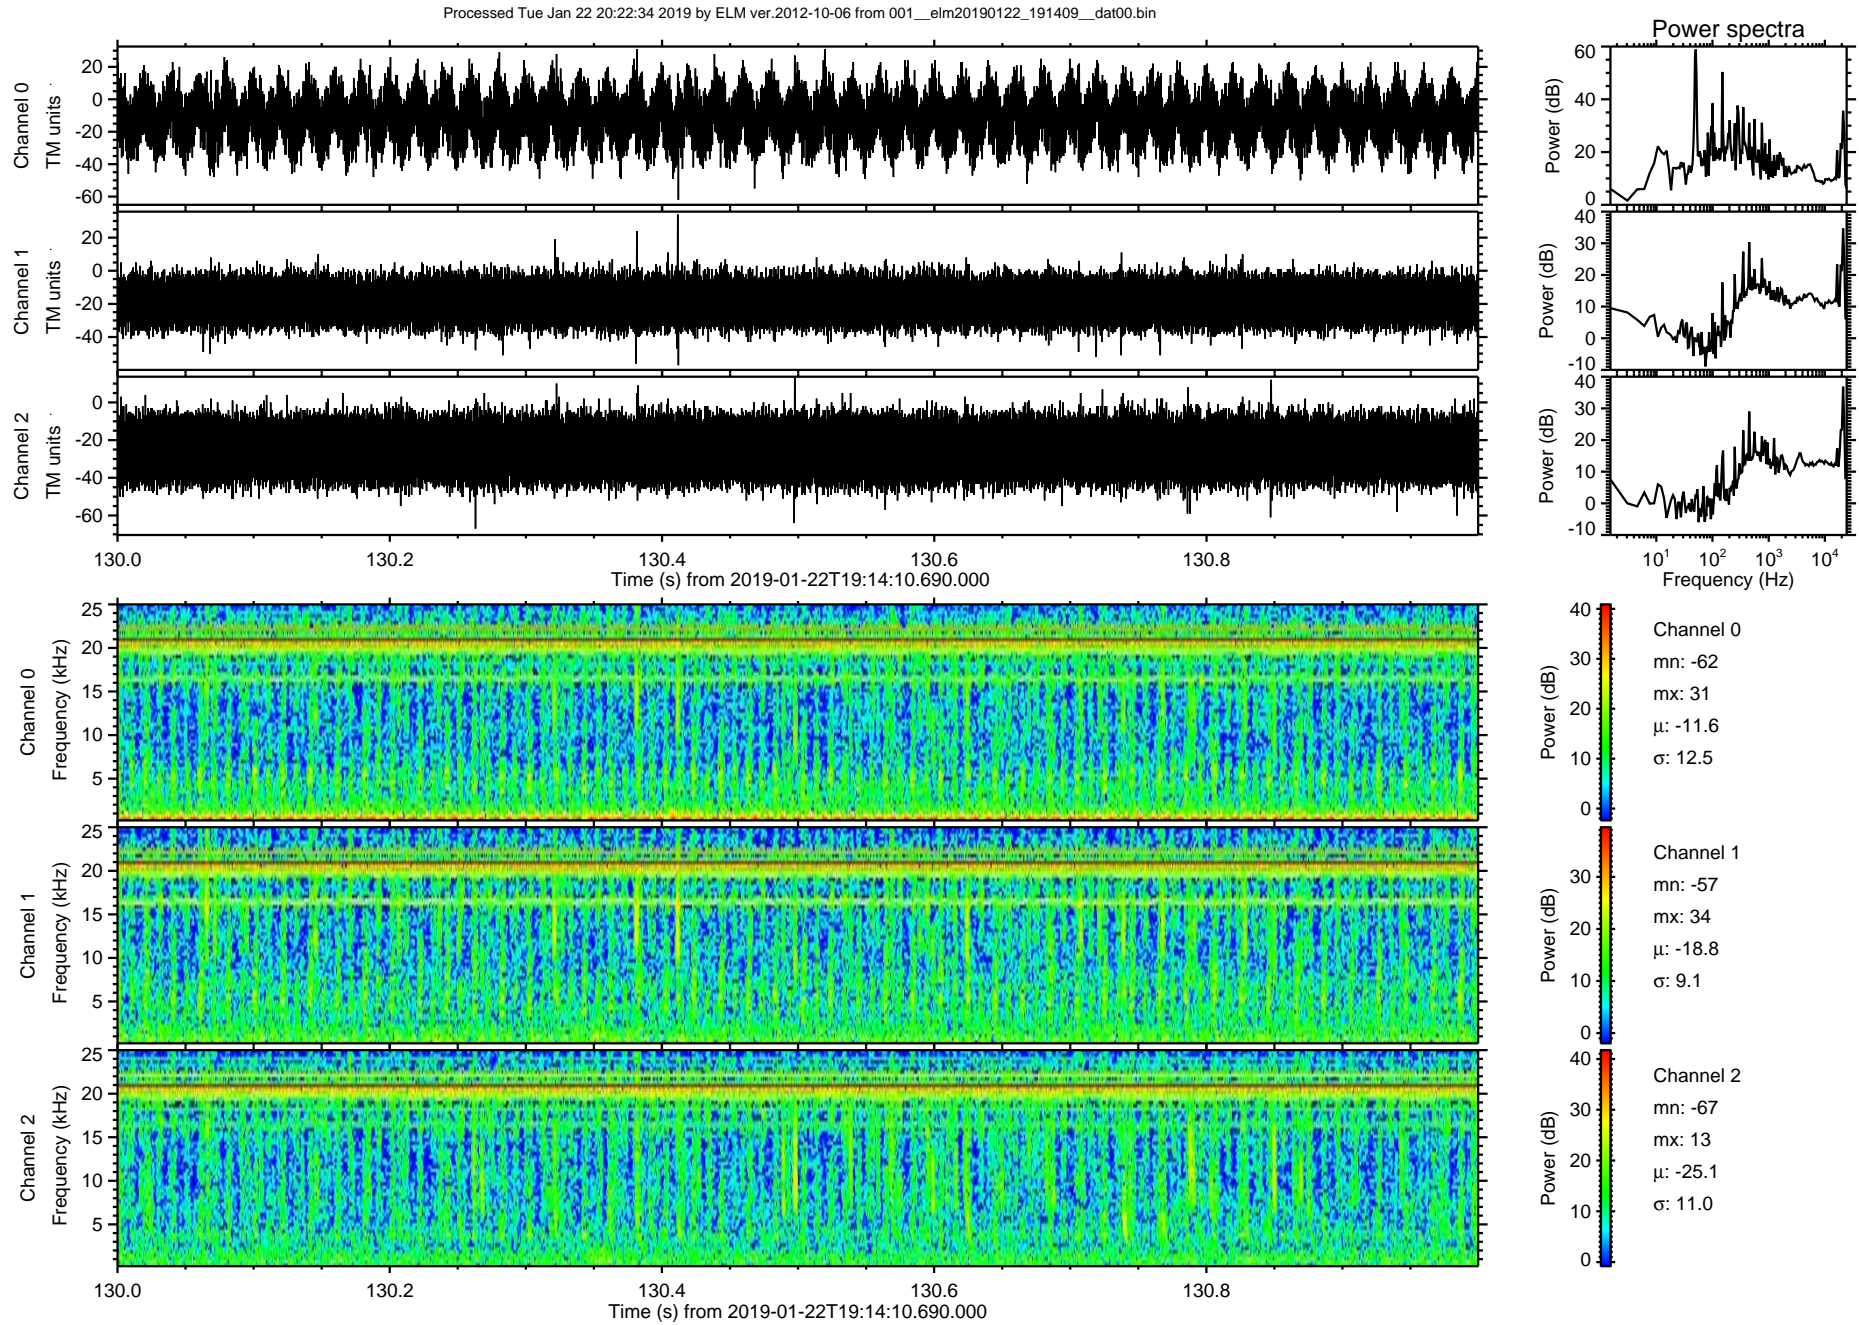 Processed Tue Jan 22 20:22:34 2019 by ELM ver.2012-10-06 from 001__elm20190122_191409__dat00.bin
Power spectra
Channel 0
TM units
20
0
-20
-40
-60
Power (dB)
60
40
20
0
Channel 1
TM units
20
0
-20
-40
Power (dB)
40
30
20
10
0
-10
Channel 2
TM units
0
-20
-40
-60
Power (dB)
40
30
20
10
0
-10
130.0 130.2 130.4 130.6 130.8
Time (s) from 2019-01-22T19:14:10.690.000
10¹ 10² 10³ 10⁴
Frequency (Hz)
Channel 0
Frequency (kHz)
25
20
15
10
5
Power (dB)
40
30
20
10
0
Channel 0
mn: -62
mx: 31
μ: -11.6
σ: 12.5
Channel 1
Frequency (kHz)
25
20
15
10
5
Power (dB)
30
20
10
0
Channel 1
mn: -57
mx: 34
μ: -18.8
σ: 9.1
Channel 2
Frequency (kHz)
25
20
15
10
5
Power (dB)
40
30
20
10
0
Channel 2
mn: -67
mx: 13
μ: -25.1
σ: 11.0
130.0 130.2 130.4 130.6 130.8
Time (s) from 2019-01-22T19:14:10.690.000